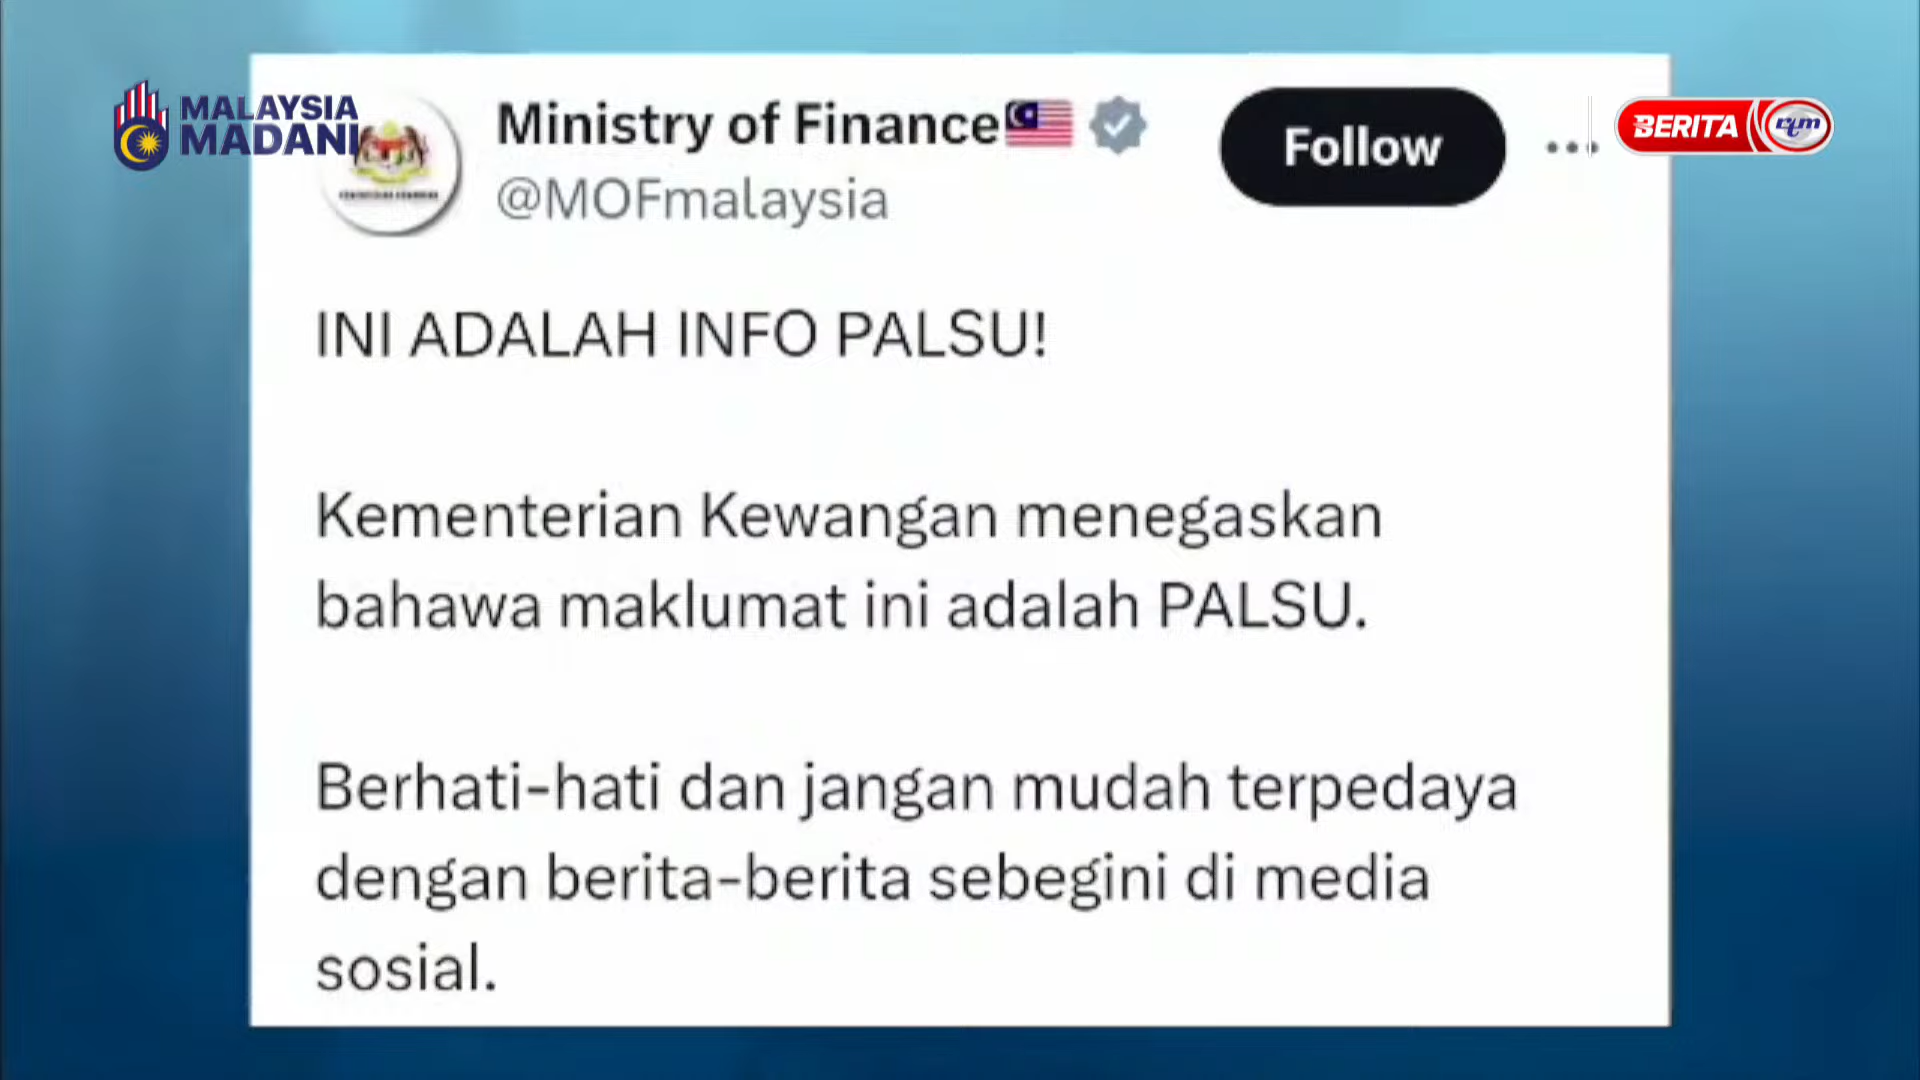 MALAYSIA
MADANI
Ministry of Finance
@MOFmalaysia
Follow
BERITA rtm
INI ADALAH INFO PALSU!
Kementerian Kewangan menegaskan
bahawa maklumat ini adalah PALSU.
Berhati-hati dan jangan mudah terpedaya
dengan berita-berita sebegini di media
sosial.